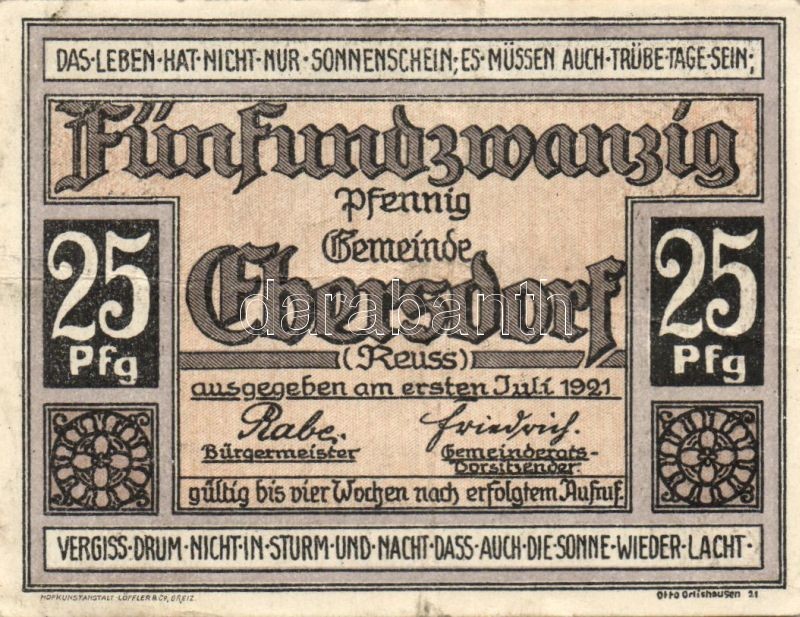 DAS·LEBEN·HAT·NICHT·NUR·SONNENSCHEIN; ES·MÜSSEN AUCH·TRÜBE·TAGE·SEIN;
Fünfundzwanzig
Pfennig
25 Pfg
Gemeinde
Ebersdorf
(Reuss)
25 Pfg
darabanth
ausgegeben am ersten Juli 1921
Rabe. Friedrich.
Bürgermeister Gemeinderats-
Vorsitzender.
gültig bis vier Wochen nach erfolgtem Aufruf.
VERGISS·DRUM·NICHT·IN·STURM·UND·NACHT·DASS·AUCH·DIE·SONNE·WIEDER·LACHT·
HOFKUNSTANSTALT·LÖFFLER & Co, GREIZ. Otto Ortishausen 21